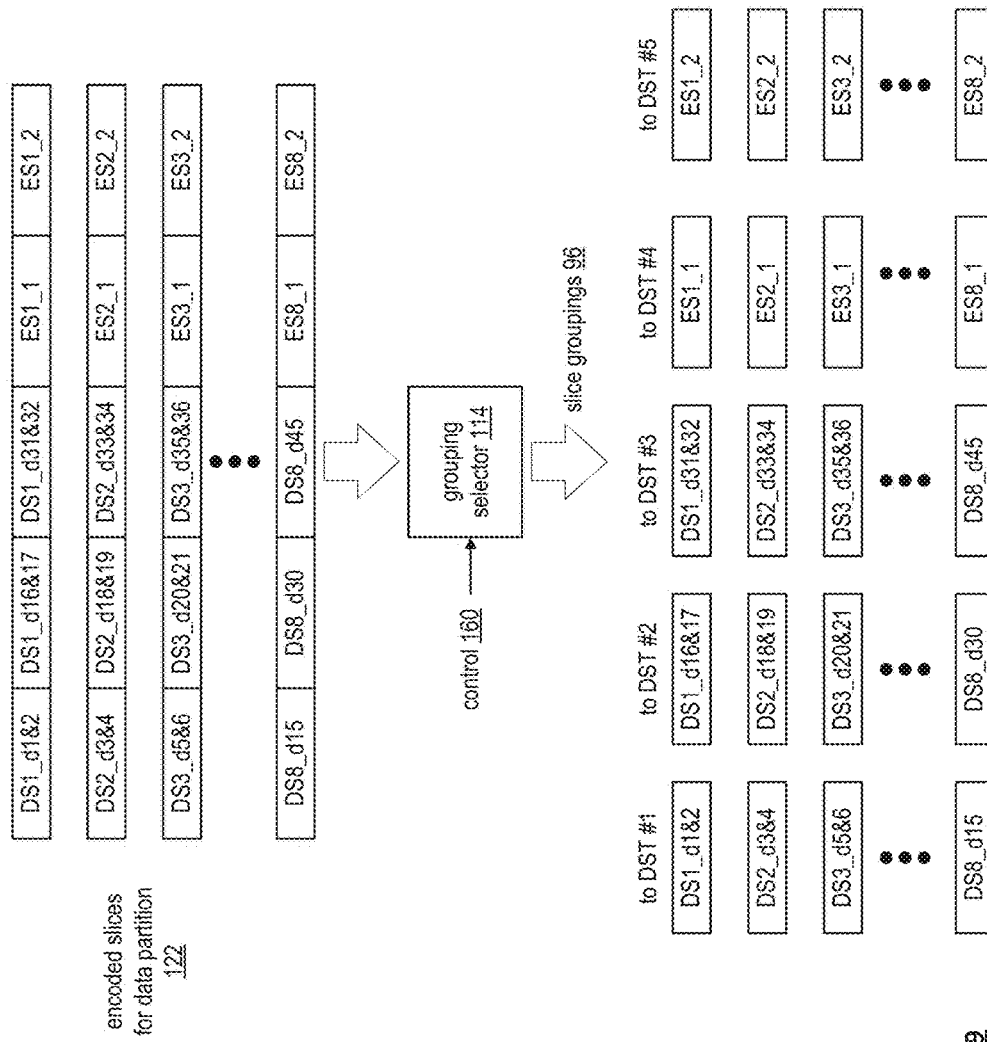 encoded slices
for data partition
122
DS1_d1&2 DS1_d16&17 DS1_d31&32 ES1_1 ES1_2
DS2_d3&4 DS2_d18&19 DS2_d33&34 ES2_1 ES2_2
DS3_d5&6 DS3_d20&21 DS3_d35&36 ES3_1 ES3_2
DS8_d15 DS8_d30 DS8_d45 ES8_1 ES8_2
control 160
grouping
selector 114
slice groupings 96
to DST #1 to DST #2 to DST #3 to DST #4 to DST #5
DS1_d1&2 DS1_d16&17 DS1_d31&32 ES1_1 ES1_2
DS2_d3&4 DS2_d18&19 DS2_d33&34 ES2_1 ES2_2
DS3_d5&6 DS3_d20&21 DS3_d35&36 ES3_1 ES3_2
DS8_d15 DS8_d30 DS8_d45 ES8_1 ES8_2